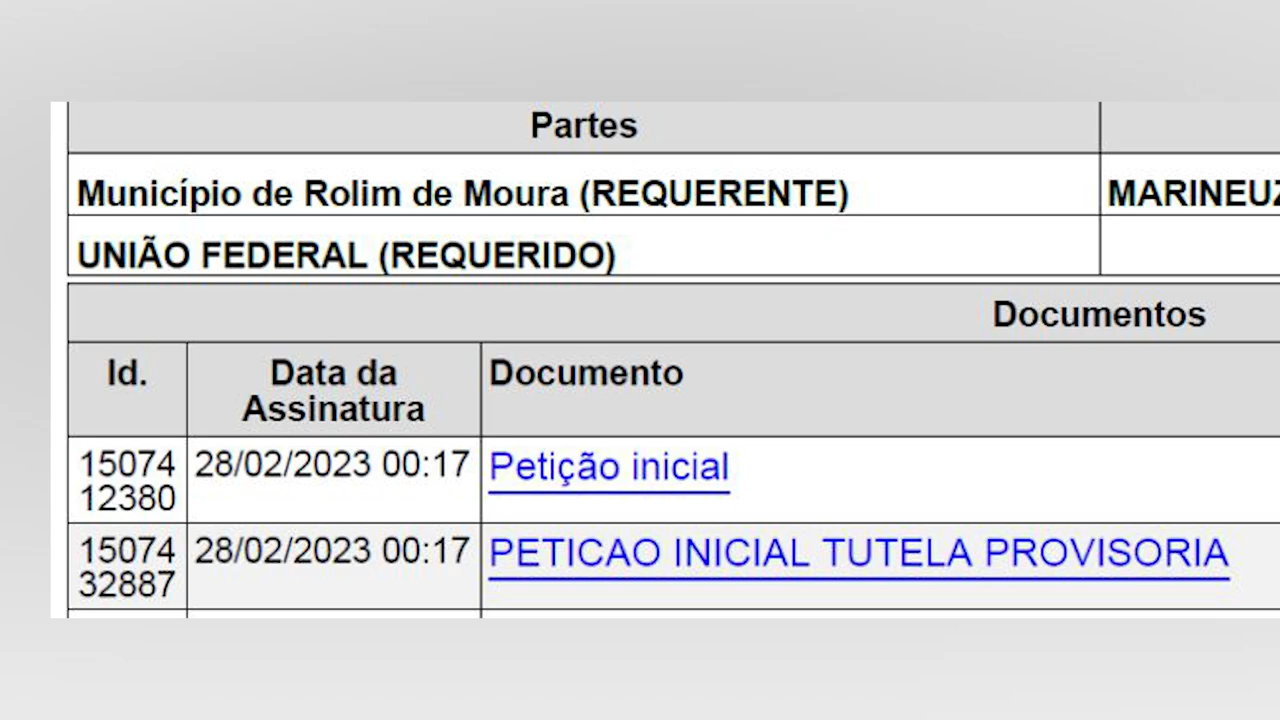 Partes
Município de Rolim de Moura (REQUERENTE)
UNIÃO FEDERAL (REQUERIDO)
Documentos
Id.
Data da
Assinatura
Documento
15074
12380
28/02/2023 00:17
Petição inicial
15074
32887
28/02/2023 00:17
PETICAO INICIAL TUTELA PROVISORIA